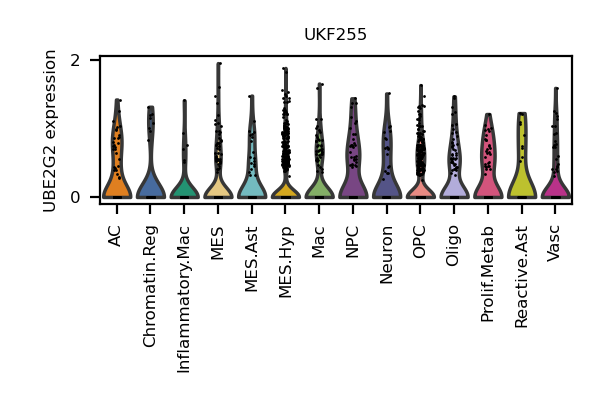 UKF255
UBE2G2 expression
2
0
AC
Chromatin.Reg
Inflammatory.Mac
MES
MES.Ast
MES.Hyp
Mac
NPC
Neuron
OPC
Oligo
Prolif.Metab
Reactive.Ast
Vasc